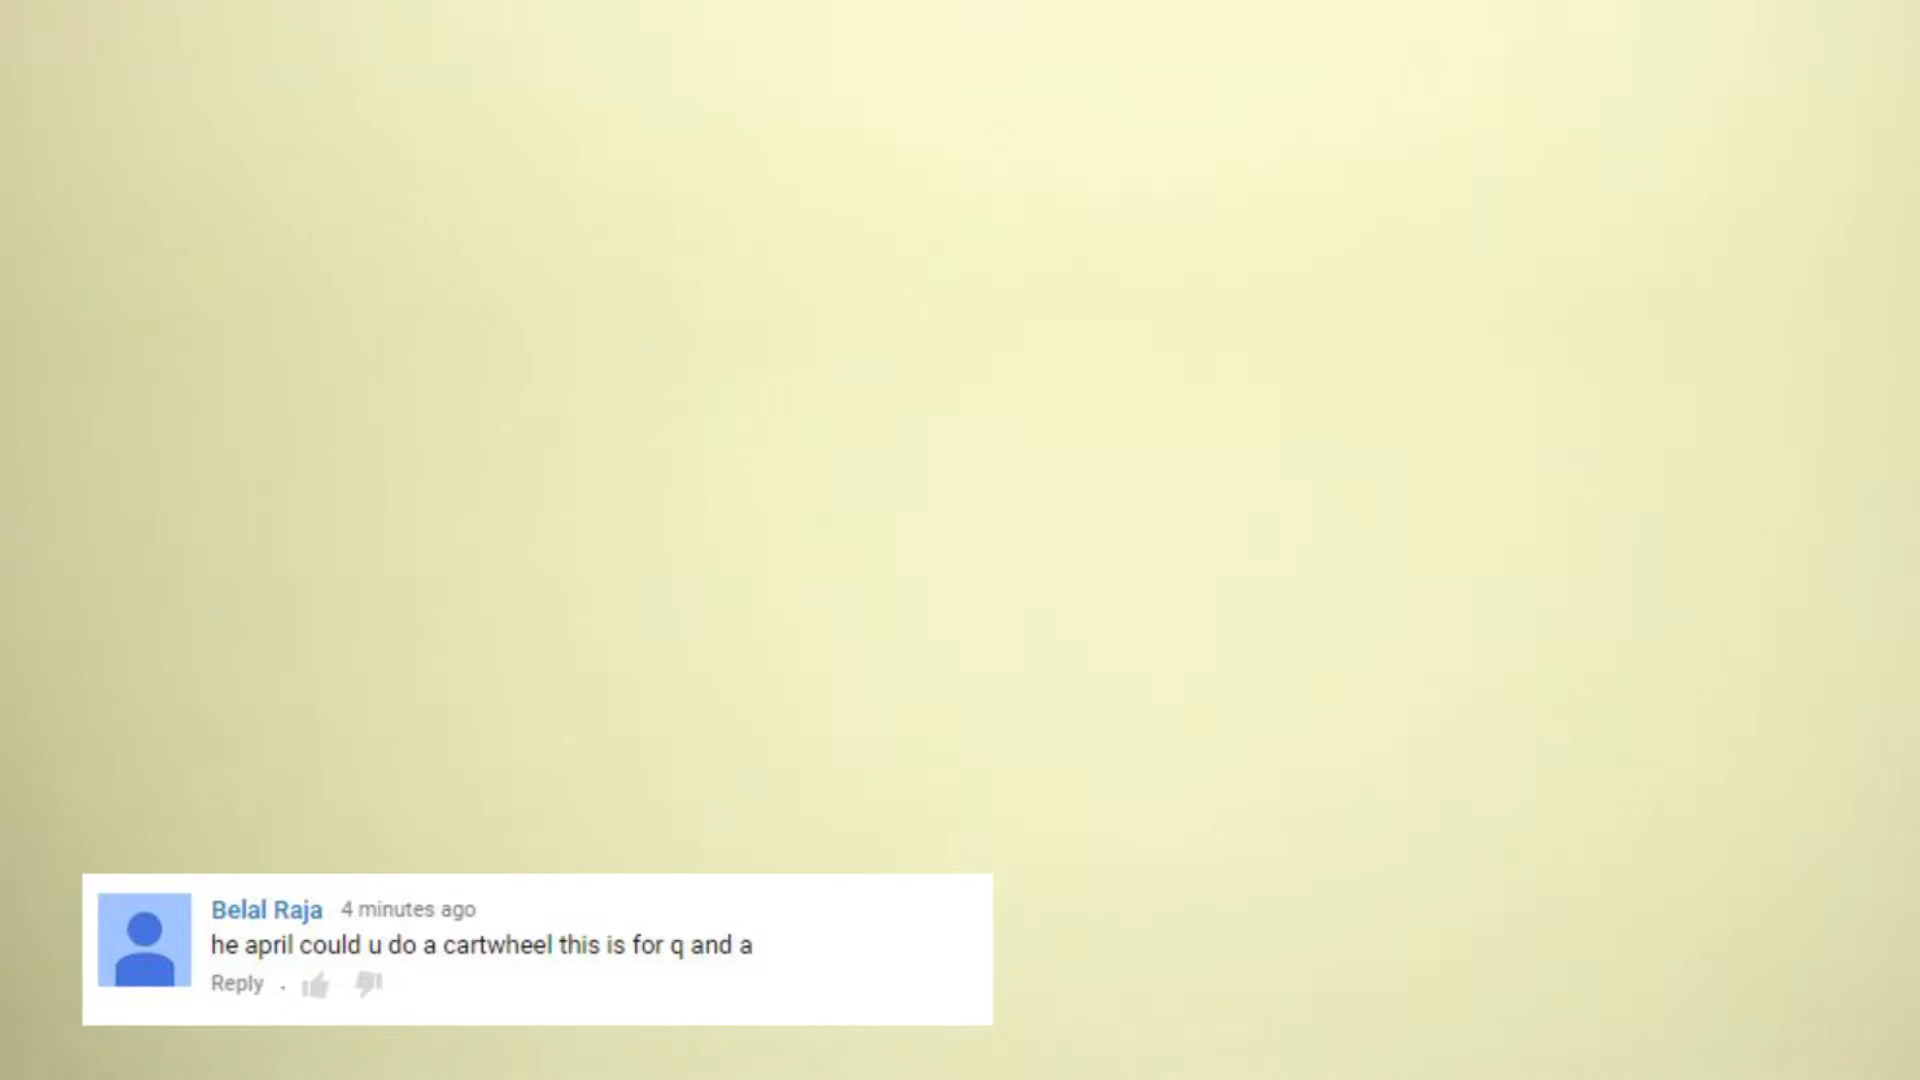 Belal Raja 4 minutes ago
he april could u do a cartwheel this is for q and a
Reply .